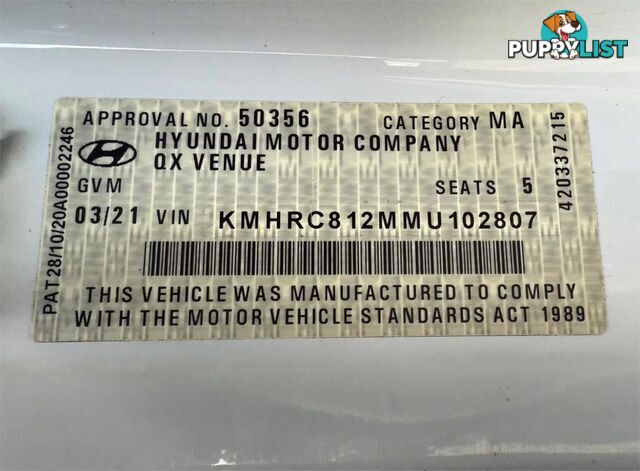 PUPPYLIST
APPROVAL NO. 50356 CATEGORY MA
HYUNDAI MOTOR COMPANY
QX VENUE
GVM SEATS 5
03/21 VIN KMHRC812MMU102807
THIS VEHICLE WAS MANUFACTURED TO COMPLY
WITH THE MOTOR VEHICLE STANDARDS ACT 1989
PAT28/10/20A00002246
420337215